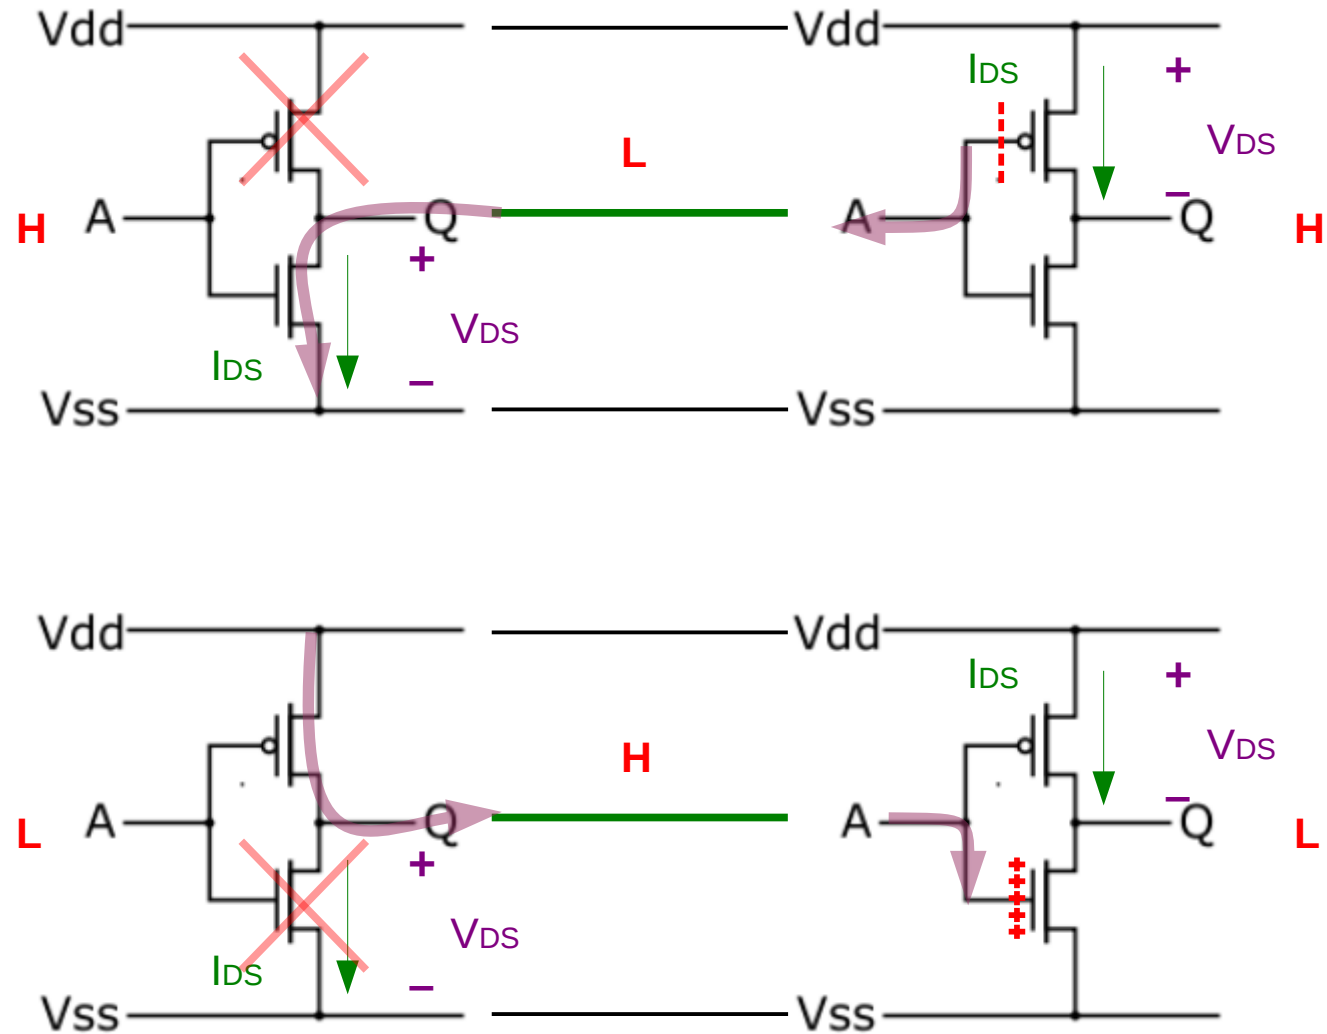 Vdd Vdd
IDS +
VDS
L
H A Q A − Q H
+
VDS
IDS −
Vss Vss
Vdd Vdd
IDS +
VDS
H
L A Q A − Q L
+
VDS
IDS −
Vss Vss